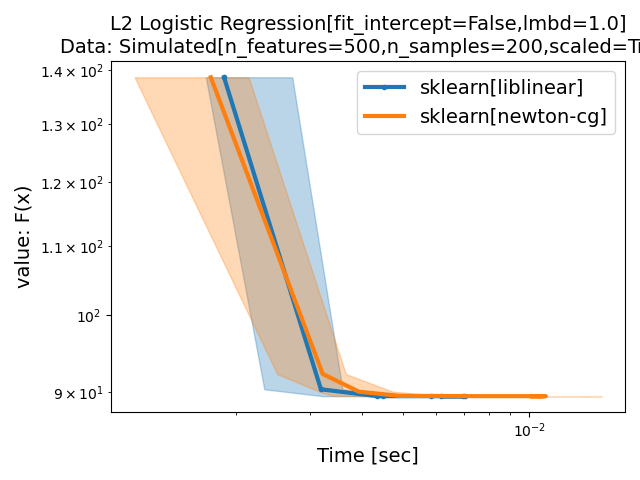 L2 Logistic Regression[fit_intercept=False,lmbd=1.0]
Data: Simulated[n_features=500,n_samples=200,scaled=T
value: F(x)
1.4 × 10²
1.3 × 10²
1.2 × 10²
1.1 × 10²
10²
9 × 10¹
sklearn[liblinear]
sklearn[newton-cg]
10⁻²
Time [sec]